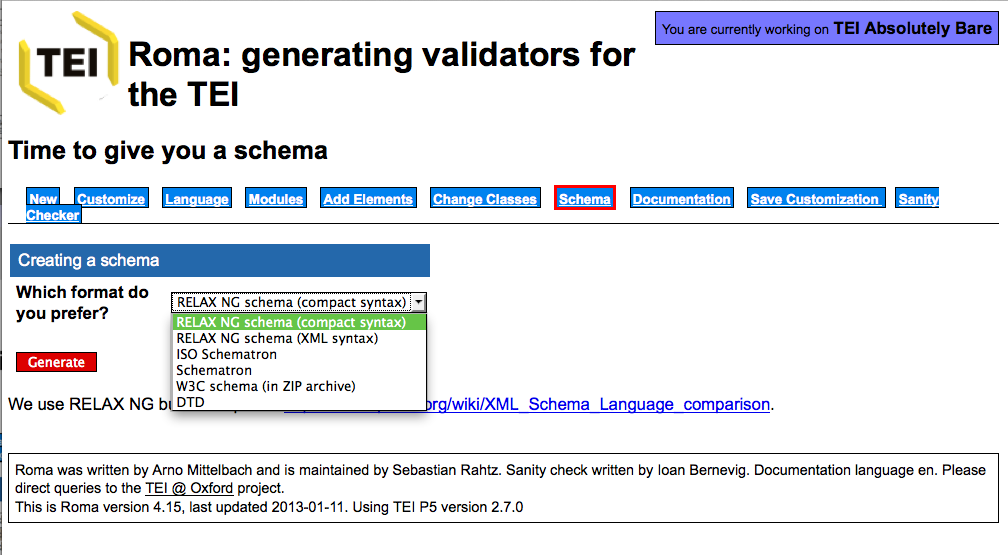 You are currently working on TEI Absolutely Bare
TEI
Roma: generating validators for
the TEI
Time to give you a schema
New Customize Language Modules Add Elements Change Classes Schema Documentation Save Customization Sanity
Checker
Creating a schema
Which format do
you prefer?
RELAX NG schema (compact syntax)
RELAX NG schema (compact syntax)
RELAX NG schema (XML syntax)
ISO Schematron
Schematron
W3C schema (in ZIP archive)
DTD
Generate
We use RELAX NG org/wiki/XML_Schema_Language_comparison.
Roma was written by Arno Mittelbach and is maintained by Sebastian Rahtz. Sanity check written by Ioan Bernevig. Documentation language en. Please
direct queries to the TEI @ Oxford project.
This is Roma version 4.15, last updated 2013-01-11. Using TEI P5 version 2.7.0